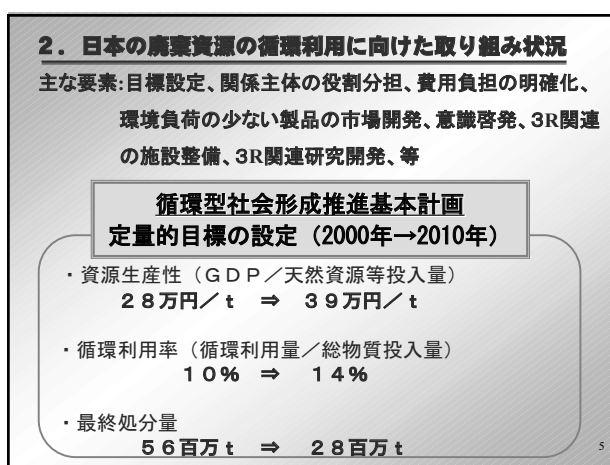 ２．日本の廃棄資源の循環利用に向けた取り組み状況
主な要素:目標設定、関係主体の役割分担、費用負担の明確化、
環境負荷の少ない製品の市場開発、意識啓発、3R関連
の施設整備、3R関連研究開発、等
循環型社会形成推進基本計画
定量的目標の設定（2000年→2010年）
・資源生産性（ＧＤＰ／天然資源等投入量）
２８万円／ｔ ⇒ ３９万円／ｔ
・循環利用率（循環利用量／総物質投入量）
１０% ⇒ １４%
・最終処分量
５６百万ｔ ⇒ ２８百万ｔ
5